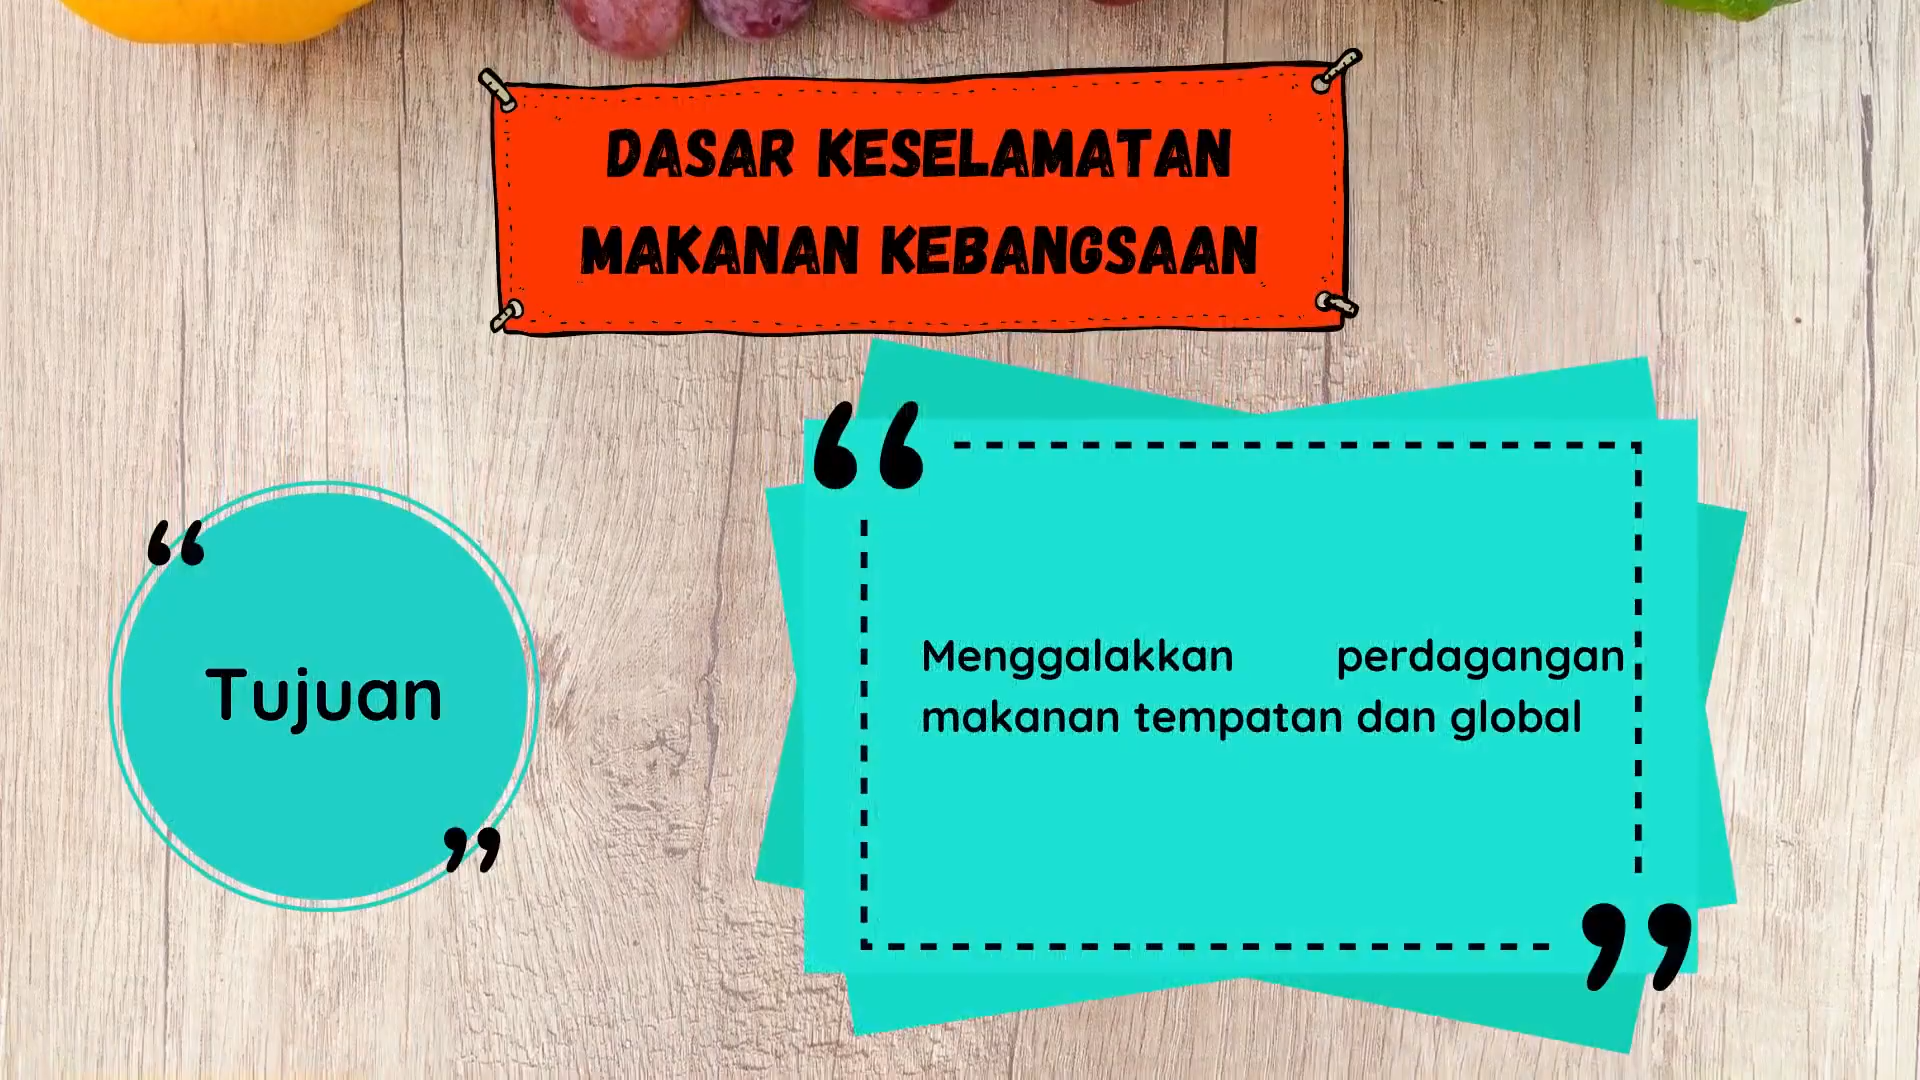 DASAR KESELAMATAN
MAKANAN KEBANGSAAN
Tujuan
Menggalakkan perdagangan
makanan tempatan dan global